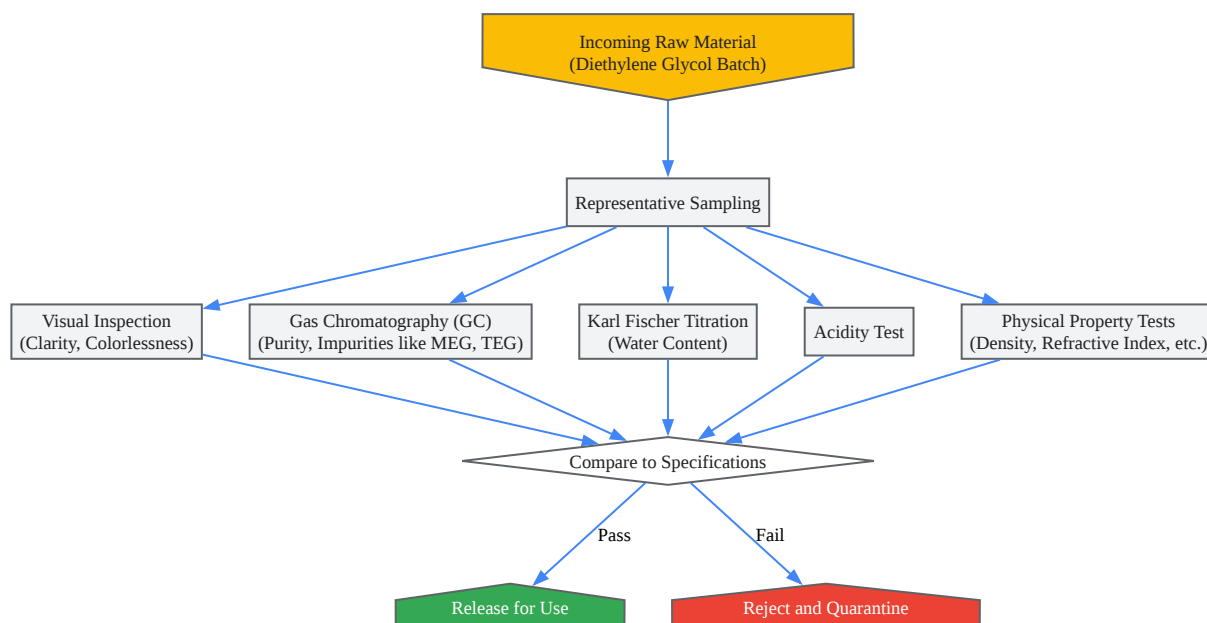 Incoming Raw Material
(Diethylene Glycol Batch)
Representative Sampling
Visual Inspection
(Clarity, Colorlessness)
Gas Chromatography (GC)
(Purity, Impurities like MEG, TEG)
Karl Fischer Titration
(Water Content)
Acidity Test
Physical Property Tests
(Density, Refractive Index, etc.)
Compare to Specifications
Pass
Fail
Release for Use
Reject and Quarantine